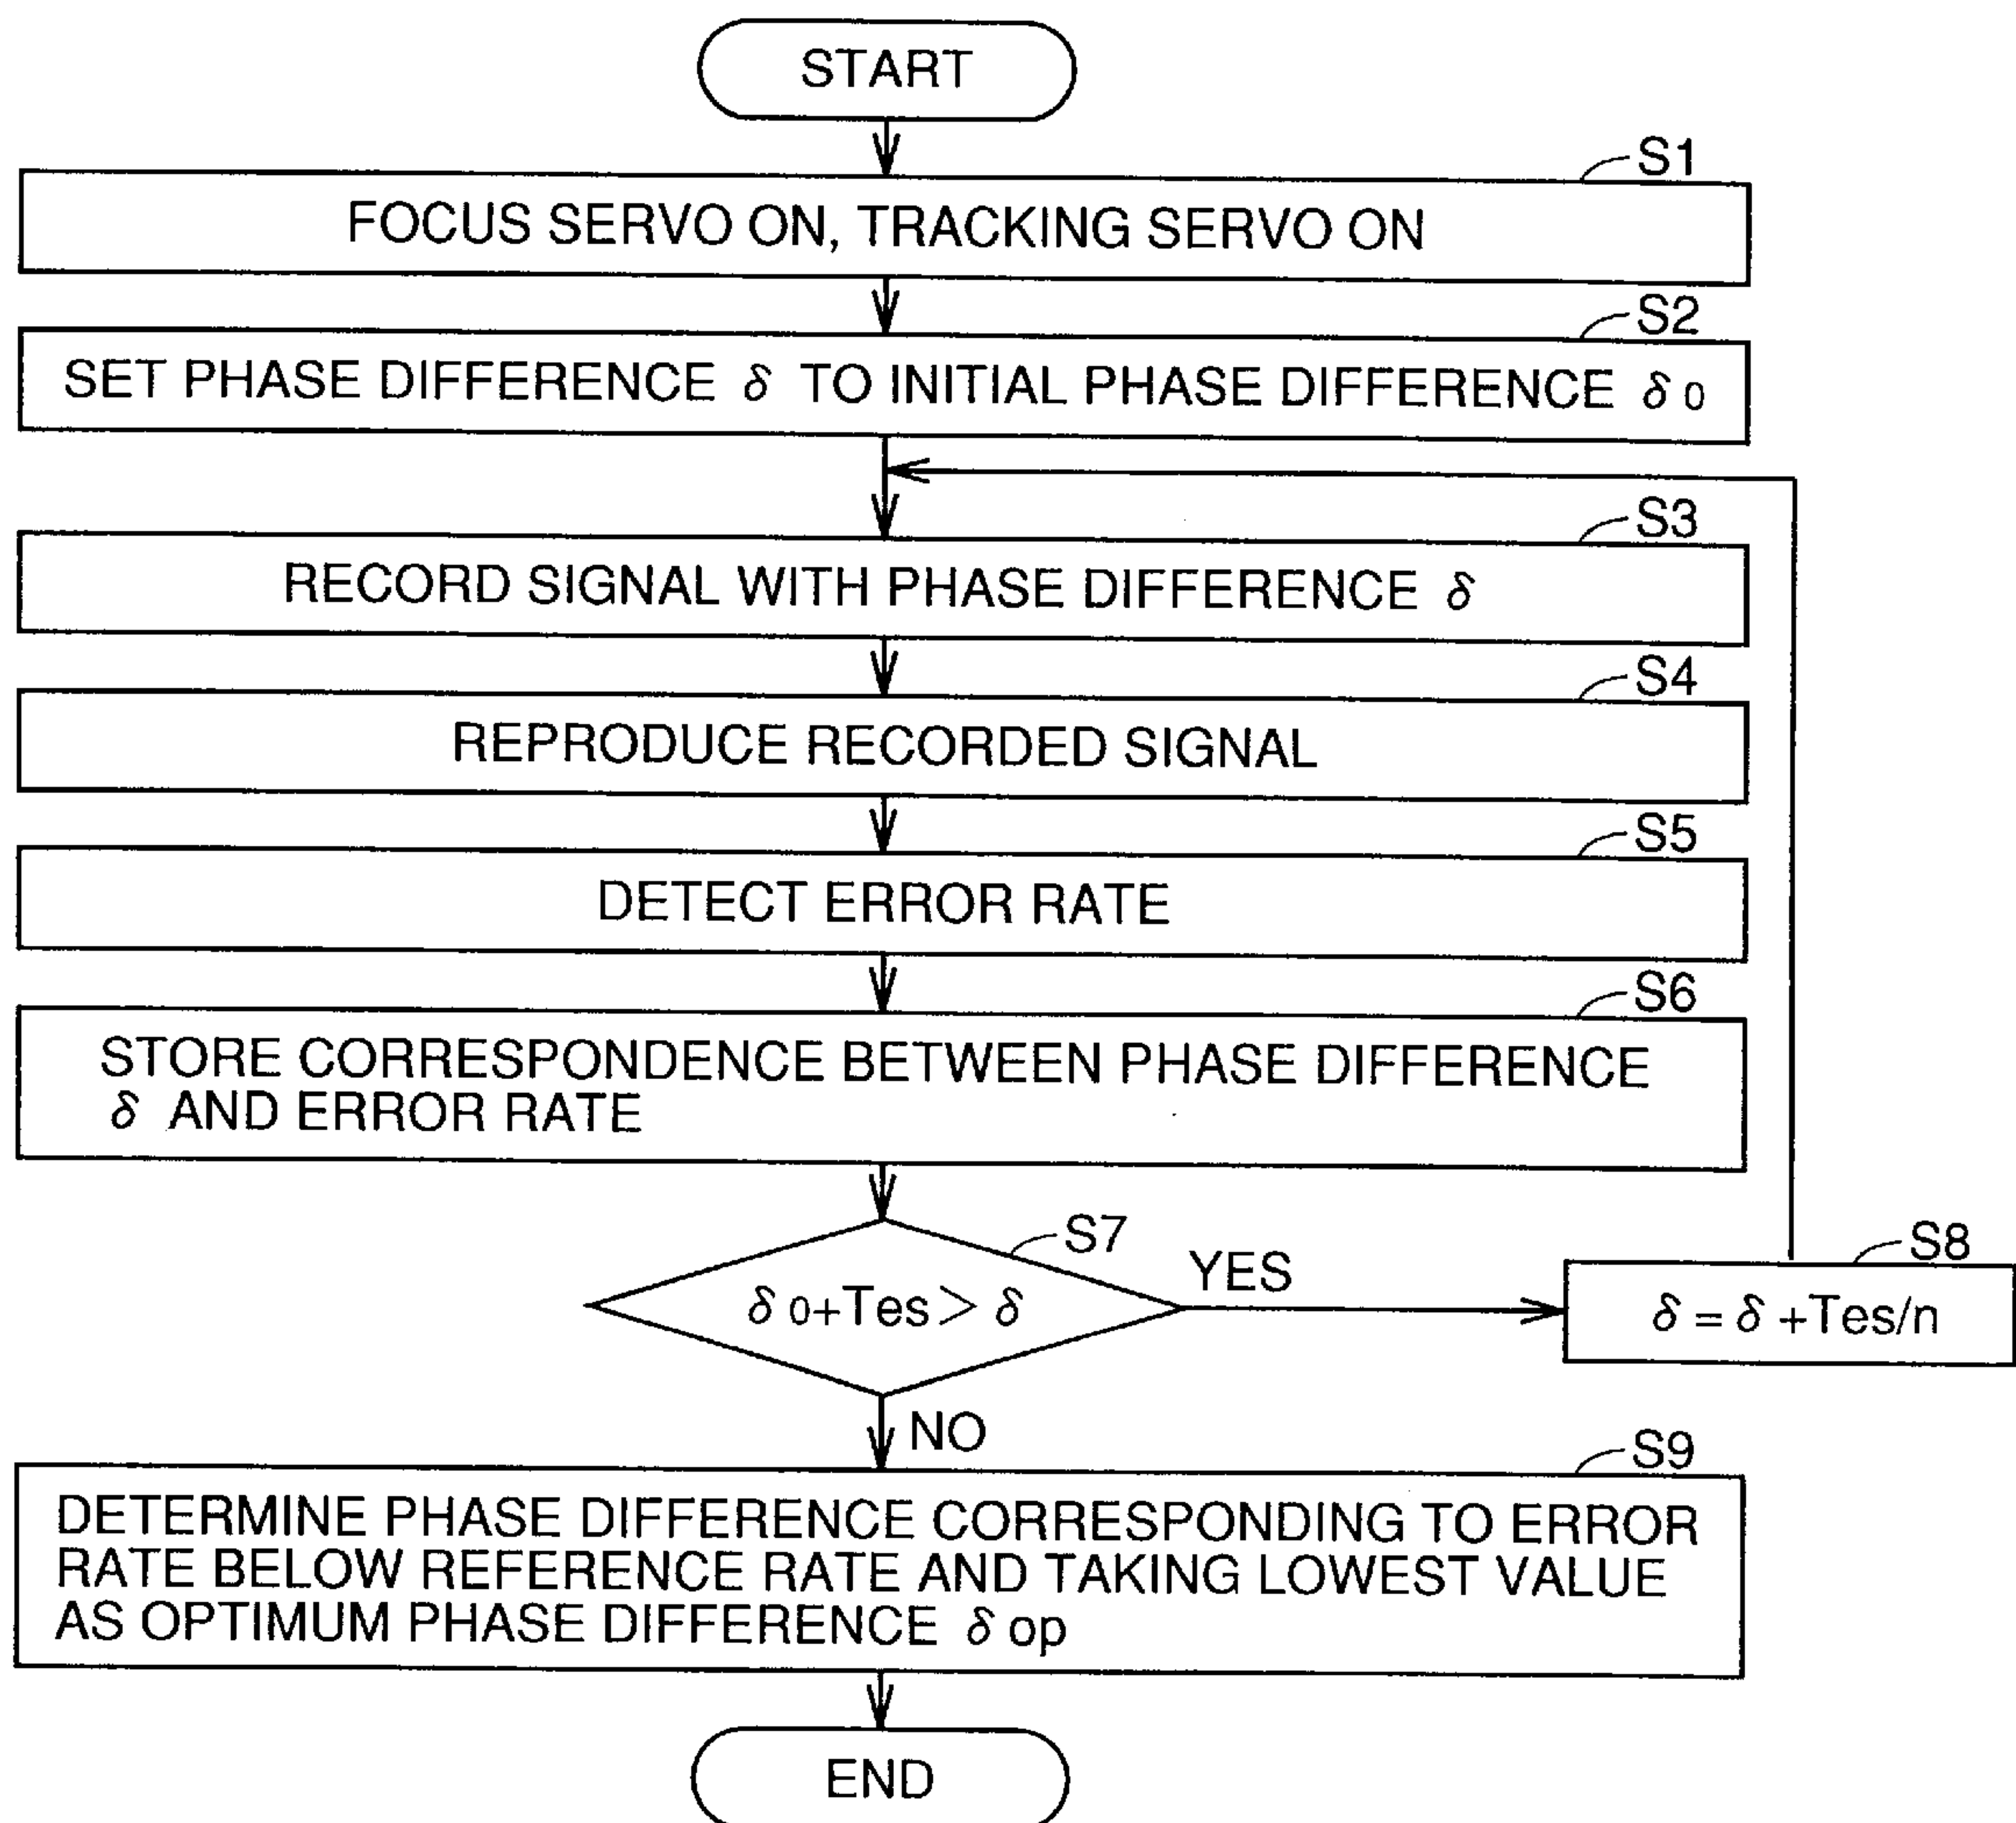 START
S1
FOCUS SERVO ON, TRACKING SERVO ON
S2
SET PHASE DIFFERENCE δ TO INITIAL PHASE DIFFERENCE δ0
S3
RECORD SIGNAL WITH PHASE DIFFERENCE δ
S4
REPRODUCE RECORDED SIGNAL
S5
DETECT ERROR RATE
S6
STORE CORRESPONDENCE BETWEEN PHASE DIFFERENCE
δ AND ERROR RATE
S7
δ0+Tes > δ
YES
S8
δ = δ +Tes/n
NO
S9
DETERMINE PHASE DIFFERENCE CORRESPONDING TO ERROR
RATE BELOW REFERENCE RATE AND TAKING LOWEST VALUE
AS OPTIMUM PHASE DIFFERENCE δop
END